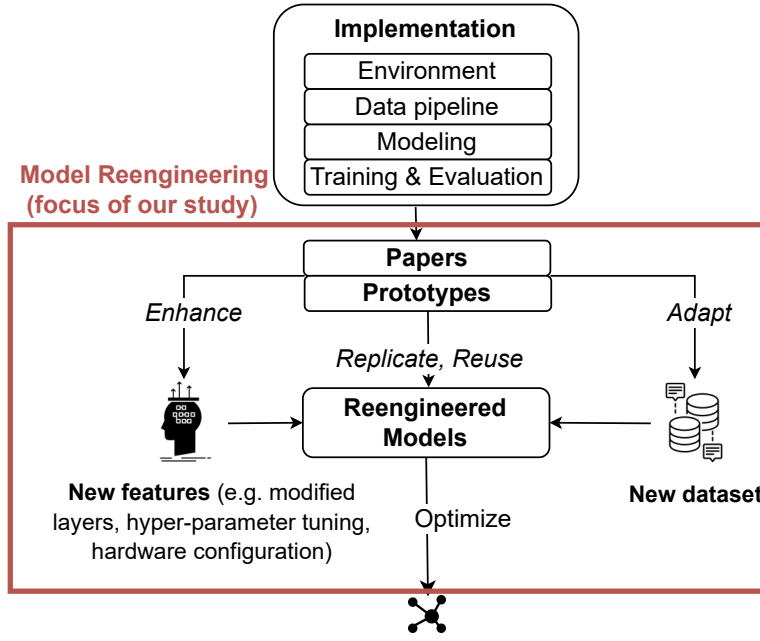 Implementation
Environment
Data pipeline
Modeling
Training & Evaluation
Model Reengineering
(focus of our study)
Papers
Prototypes
Enhance
Adapt
Replicate, Reuse
Reengineered
Models
New features (e.g. modified
layers, hyper-parameter tuning,
hardware configuration)
New dataset
Optimize